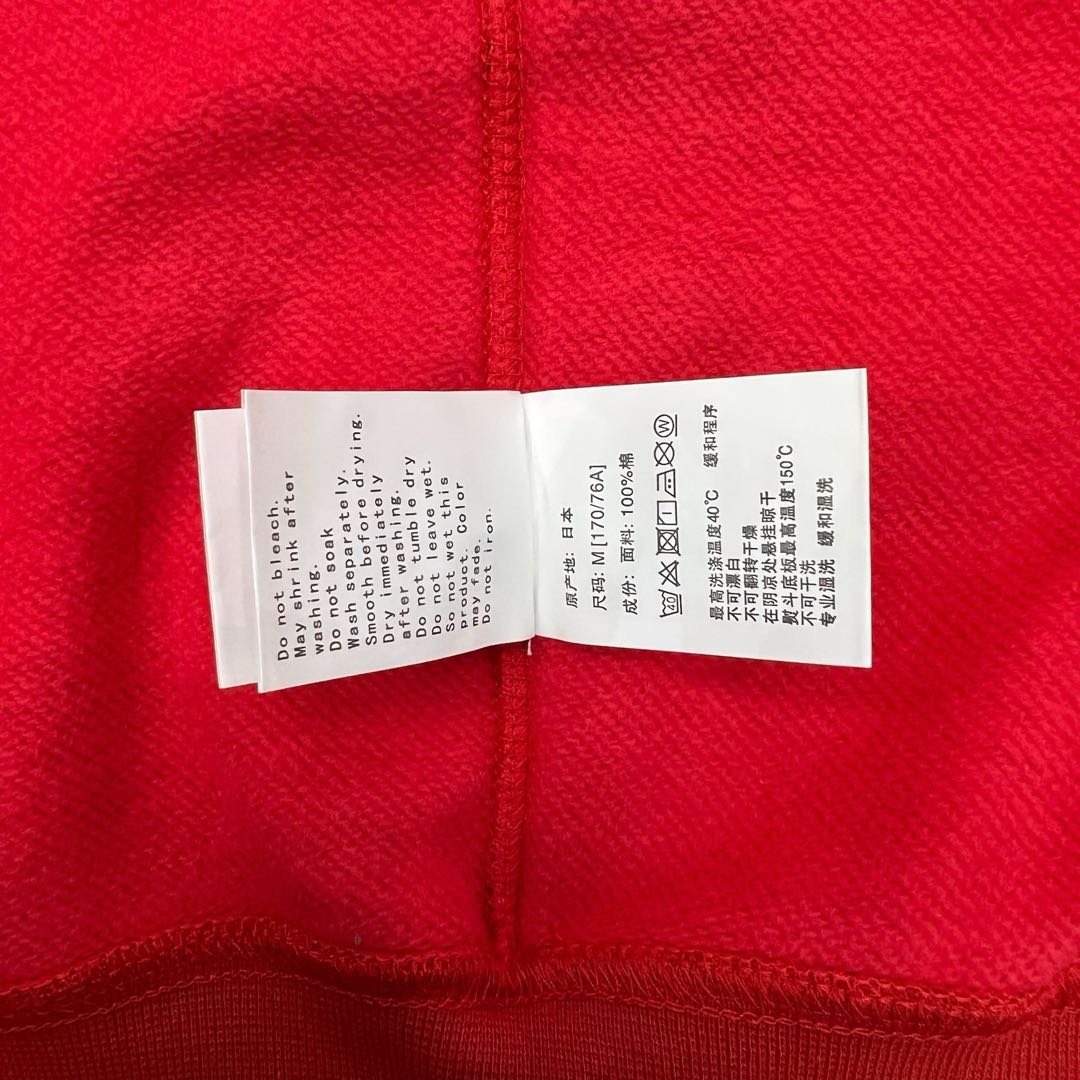 Do not bleach.
May shrink after
washing.
Do not soak
Wash separately.
Smooth before drying.
Dry immediately
after washing.
Do not tumble dry
Do not leave wet.
So not wet this
product. Color
may fade.
Do not iron.
原产地: 日本
尺码: M [170/76A]
成份: 面料: 100%棉
最高洗涤温度40℃ 缓和程序
不可漂白
不可翻转干燥
在阴凉处悬挂晾干
熨斗底板最高温度150℃
不可干洗
专业湿洗 缓和湿洗